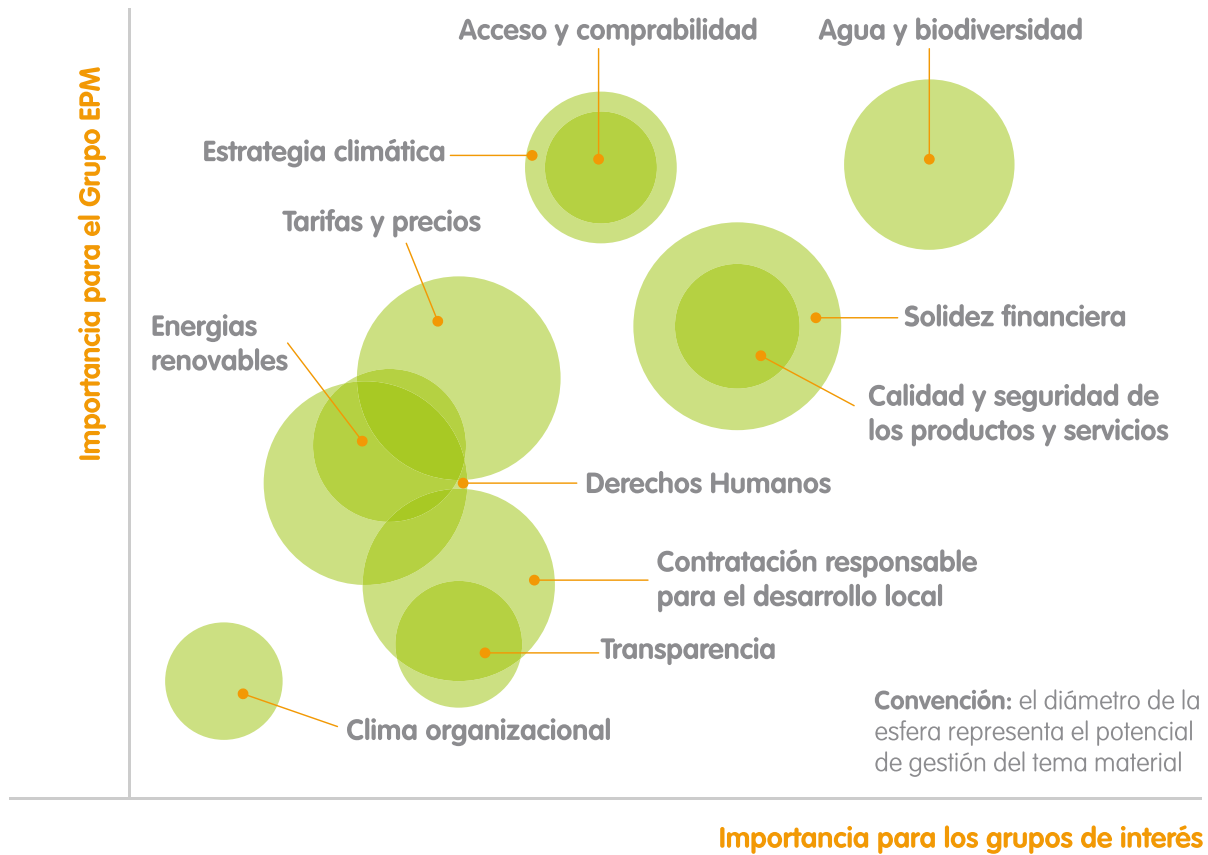 Acceso y comprabilidad
Agua y biodiversidad
Importancia para el Grupo EPM
Estrategia climática
Tarifas y precios
Energias
renovables
Solidez financiera
Calidad y seguridad de
los productos y servicios
Derechos Humanos
Contratación responsable
para el desarrollo local
Transparencia
Clima organizacional
Convención: el diámetro de la
esfera representa el potencial
de gestión del tema material
Importancia para los grupos de interés